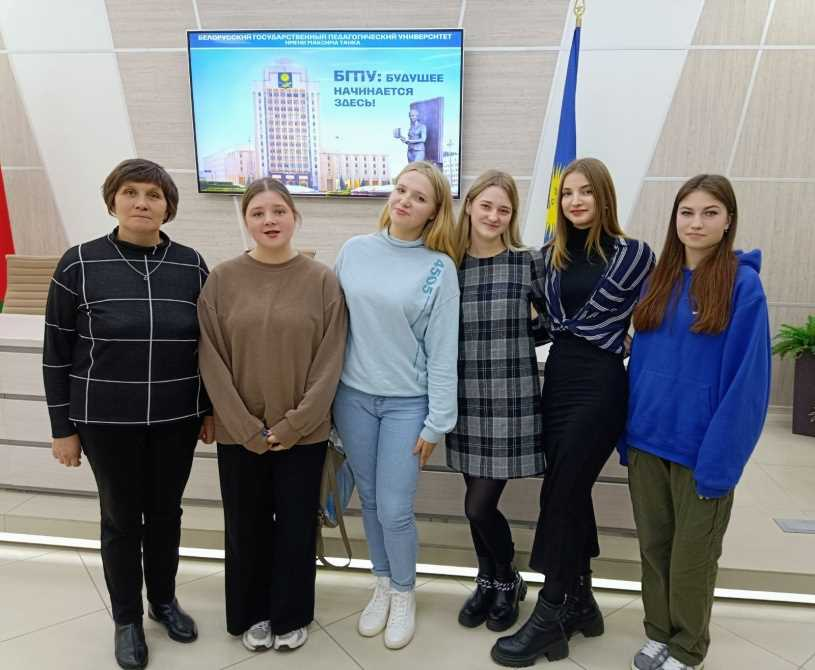 БЕЛОРУССКИЙ ГОСУДАРСТВЕННЫЙ ПЕДАГОГИЧЕСКИЙ УНИВЕРСИТЕТ
ИМЕНИ МАКСИМА ТАНКА
БГПУ: БУДУЩЕЕ
НАЧИНАЕТСЯ
ЗДЕСЬ!
4505